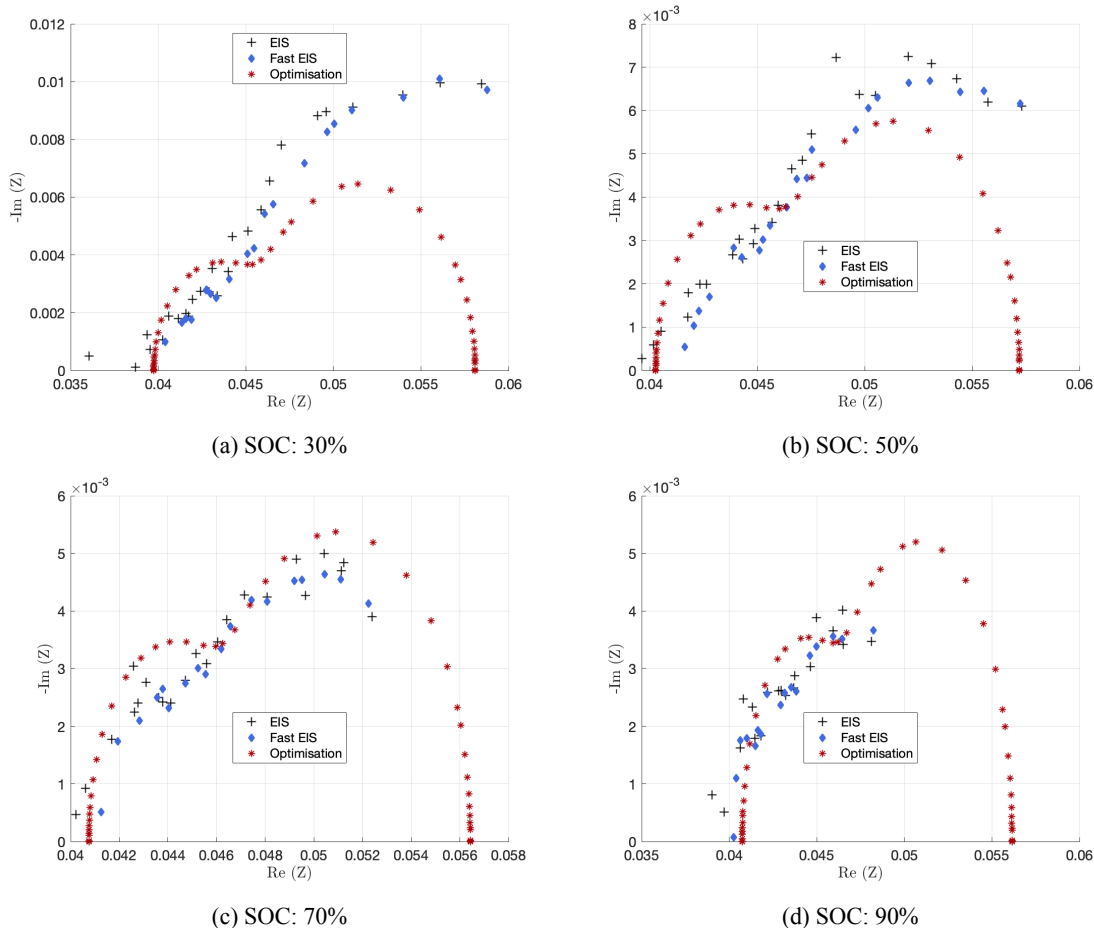 0.012
0.01
0.008
0.006
0.004
0.002
0
-Im (Z)
EIS
Fast EIS
Optimisation
0.035 0.04 0.045 0.05 0.055 0.06
Re (Z)
(a) SOC: 30%
×10⁻³
8
7
6
5
4
3
2
1
0
-Im (Z)
EIS
Fast EIS
Optimisation
0.04 0.045 0.05 0.055 0.06
Re (Z)
(b) SOC: 50%
×10⁻³
6
5
4
3
2
1
0
-Im (Z)
EIS
Fast EIS
Optimisation
0.04 0.042 0.044 0.046 0.048 0.05 0.052 0.054 0.056 0.058
Re (Z)
(c) SOC: 70%
×10⁻³
6
5
4
3
2
1
0
-Im (Z)
EIS
Fast EIS
Optimisation
0.035 0.04 0.045 0.05 0.055 0.06
Re (Z)
(d) SOC: 90%